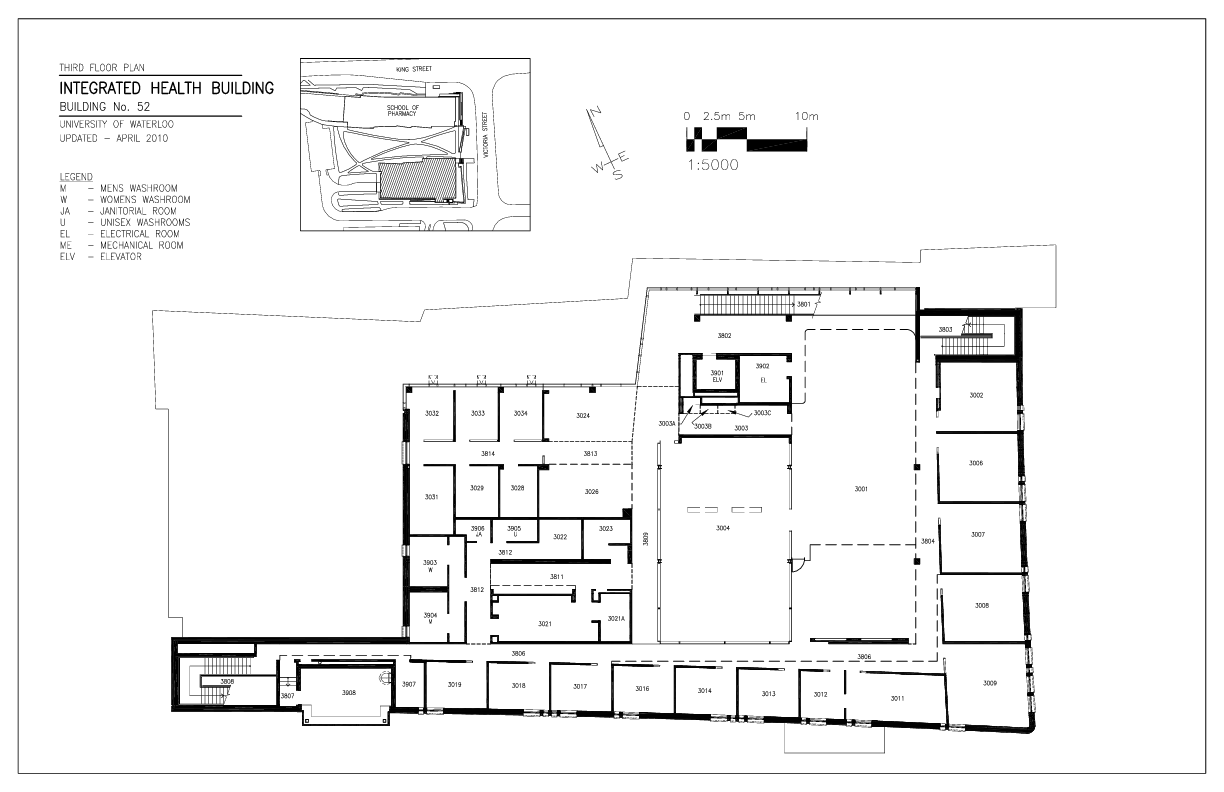 THIRD FLOOR PLAN
INTEGRATED HEALTH BUILDING
BUILDING No. 52
UNIVERSITY OF WATERLOO
UPDATED – APRIL 2010
LEGEND
M – MENS WASHROOM
W – WOMENS WASHROOM
JA – JANITORIAL ROOM
U – UNISEX WASHROOMS
EL – ELECTRICAL ROOM
ME – MECHANICAL ROOM
ELV – ELEVATOR
KING STREET
SCHOOL OF
PHARMACY
VICTORIA STREET
N
W E
S
0 2.5m 5m 10m
1:5000
3801
3802
3803
3901
ELV
3902
EL
3002
3032
3033
3034
3024
3003A
3003B
3003C
3003
3814
3813
3006
3031
3029
3028
3026
3001
3906
JA
3905
U
3022
3023
3004
3809
3804
3007
3812
3903
W
3811
3812
3904
M
3021
3021A
3008
3806
3806
3808
3807
3908
3907
3019
3018
3017
3016
3014
3013
3012
3011
3009